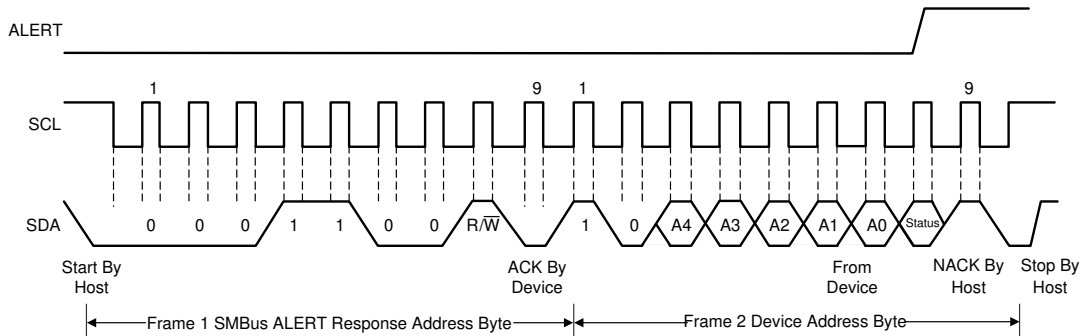 ALERT
1 9 1 9
SCL
SDA
0 0 0 1 1 0 0 R/W̅ 1 0 A4 A3 A2 A1 A0 Status
Start By
Host
ACK By
Device
From
Device
NACK By
Host
Stop By
Host
Frame 1 SMBus ALERT Response Address Byte
Frame 2 Device Address Byte